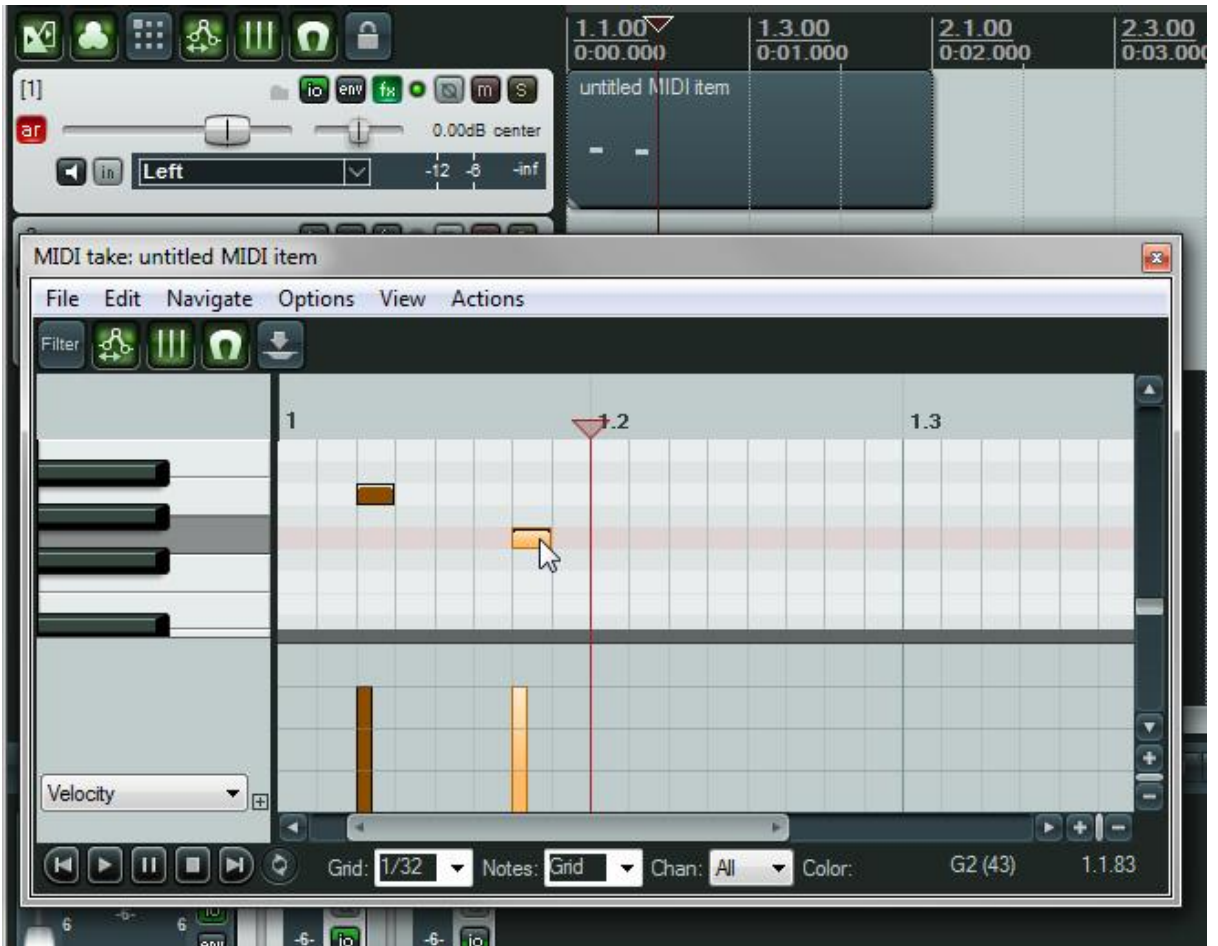 1.1.00 1.3.00 2.1.00 2.3.00
0:00.000 0:01.000 0:02.000 0:03.000
[1] io env fx m S
untitled MIDI item
ar 0.00dB center
in Left -12 -6 -inf
MIDI take: untitled MIDI item
File Edit Navigate Options View Actions
Filter
1 1.2 1.3
Velocity
Grid: 1/32 Notes: Grid Chan: All Color: G2 (43) 1.1.83
6 -6- 6 io
env -6- io -6- io